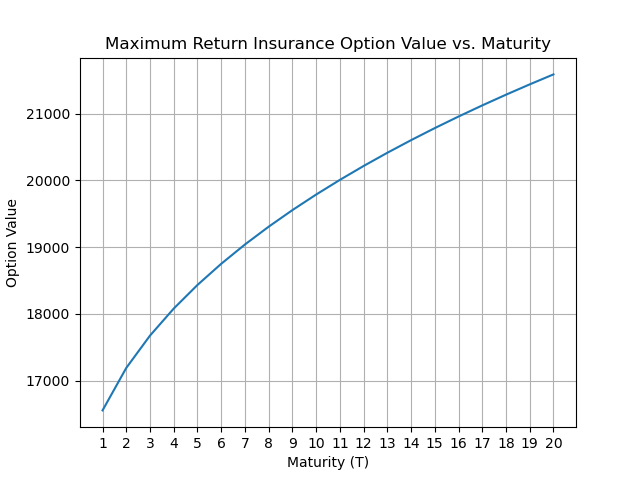 Maximum Return Insurance Option Value vs. Maturity
21000
20000
19000
18000
17000
Option Value
1 2 3 4 5 6 7 8 9 10 11 12 13 14 15 16 17 18 19 20
Maturity (T)